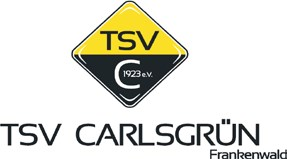 TSV
C
1923 e.V.
TSV CARLSGRÜN
Frankenwald